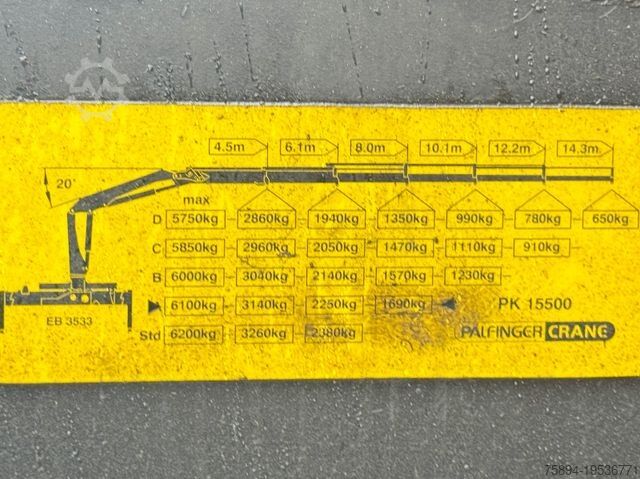 4.5m 6.1m 8.0m 10.1m 12.2m 14.3m
20°
max
D 5750kg 2860kg 1940kg 1350kg 990kg 780kg 650kg
C 5850kg 2960kg 2050kg 1470kg 1110kg 910kg
B 6000kg 3040kg 2140kg 1570kg 1230kg
6100kg 3140kg 2250kg 1690kg PK 15500
EB 3533
Std 6200kg 3260kg 2380kg PALFINGER CRANE
75894-19536771